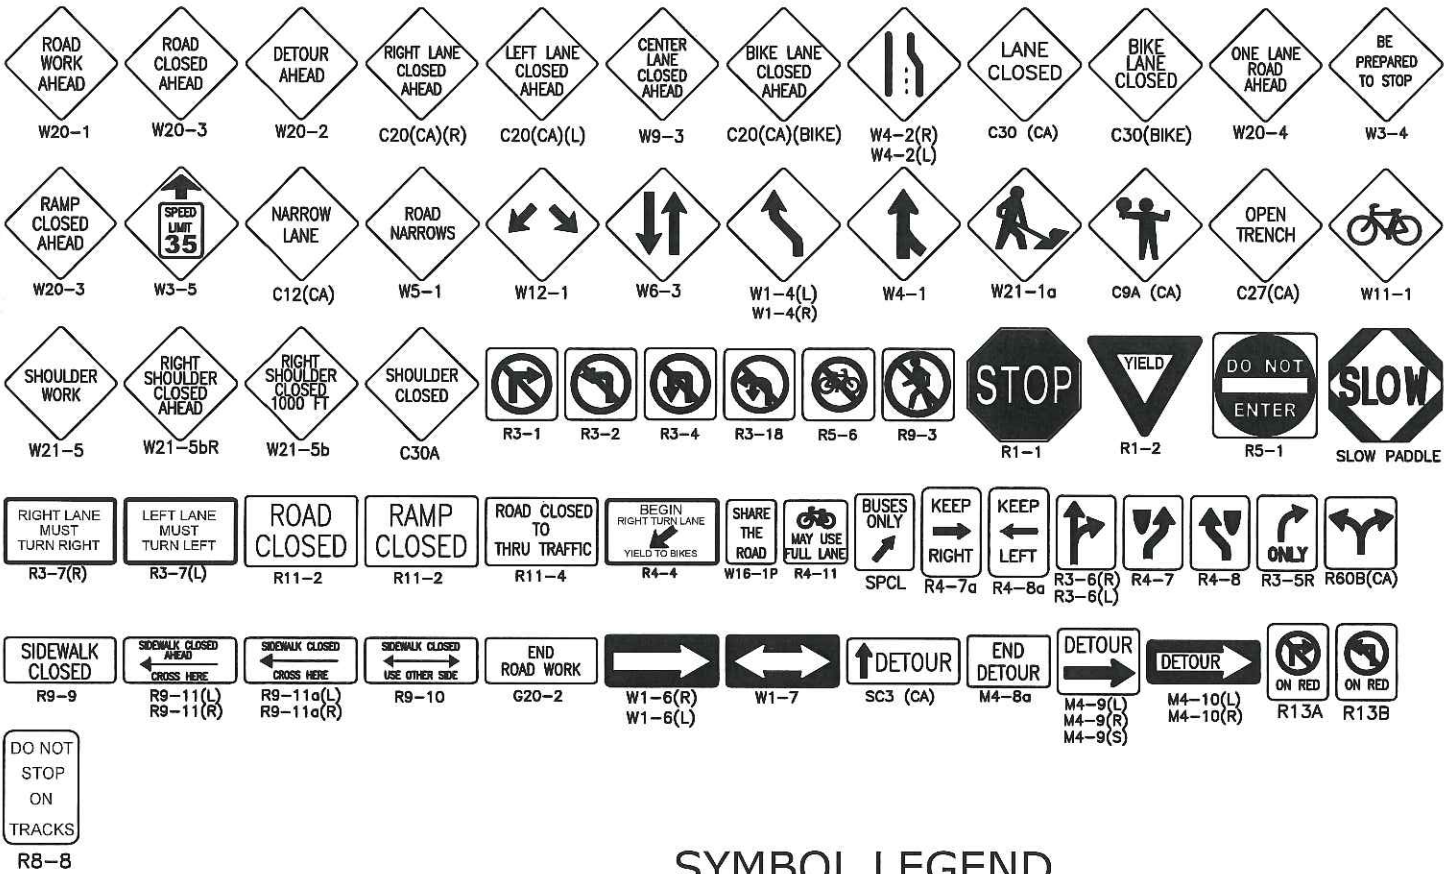 ROAD
WORK
AHEAD
W20-1
ROAD
CLOSED
AHEAD
W20-3
DETOUR
AHEAD
W20-2
RIGHT LANE
CLOSED
AHEAD
C20(CA)(R)
LEFT LANE
CLOSED
AHEAD
C20(CA)(L)
CENTER
LANE
CLOSED
AHEAD
W9-3
BIKE LANE
CLOSED
AHEAD
C20(CA)(BIKE)
W4-2(R)
W4-2(L)
LANE
CLOSED
C30 (CA)
BIKE
LANE
CLOSED
C30(BIKE)
ONE LANE
ROAD
AHEAD
W20-4
BE
PREPARED
TO STOP
W3-4
RAMP
CLOSED
AHEAD
W20-3
SPEED
LIMIT
35
W3-5
NARROW
LANE
C12(CA)
ROAD
NARROWS
W5-1
W12-1
W6-3
W1-4(L)
W1-4(R)
W4-1
W21-1a
C9A (CA)
OPEN
TRENCH
C27(CA)
W11-1
SHOULDER
WORK
W21-5
RIGHT
SHOULDER
CLOSED
AHEAD
W21-5bR
RIGHT
SHOULDER
CLOSED
1000 FT
W21-5b
SHOULDER
CLOSED
C30A
R3-1
R3-2
R3-4
R3-18
R5-6
R9-3
STOP
R1-1
YIELD
R1-2
DO NOT
ENTER
R5-1
SLOW
SLOW PADDLE
RIGHT LANE
MUST
TURN RIGHT
R3-7(R)
LEFT LANE
MUST
TURN LEFT
R3-7(L)
ROAD
CLOSED
R11-2
RAMP
CLOSED
R11-2
ROAD CLOSED
TO
THRU TRAFFIC
R11-4
BEGIN
RIGHT TURN LANE
YIELD TO BIKES
R4-4
SHARE
THE
ROAD
W16-1P
MAY USE
FULL LANE
R4-11
BUSES
ONLY
SPCL
KEEP
RIGHT
R4-7a
KEEP
LEFT
R4-8a
R3-6(R)
R3-6(L)
R4-7
R4-8
ONLY
R3-5R
R60B(CA)
SIDEWALK
CLOSED
R9-9
SIDEWALK CLOSED
AHEAD
CROSS HERE
R9-11(L)
R9-11(R)
SIDEWALK CLOSED
CROSS HERE
R9-11a(L)
R9-11a(R)
SIDEWALK CLOSED
USE OTHER SIDE
R9-10
END
ROAD WORK
G20-2
W1-6(R)
W1-6(L)
W1-7
DETOUR
SC3 (CA)
END
DETOUR
M4-8a
DETOUR
M4-9(L)
M4-9(R)
M4-9(S)
DETOUR
M4-10(L)
M4-10(R)
ON RED
R13A
ON RED
R13B
DO NOT
STOP
ON
TRACKS
R8-8
SYMBOL LEGEND